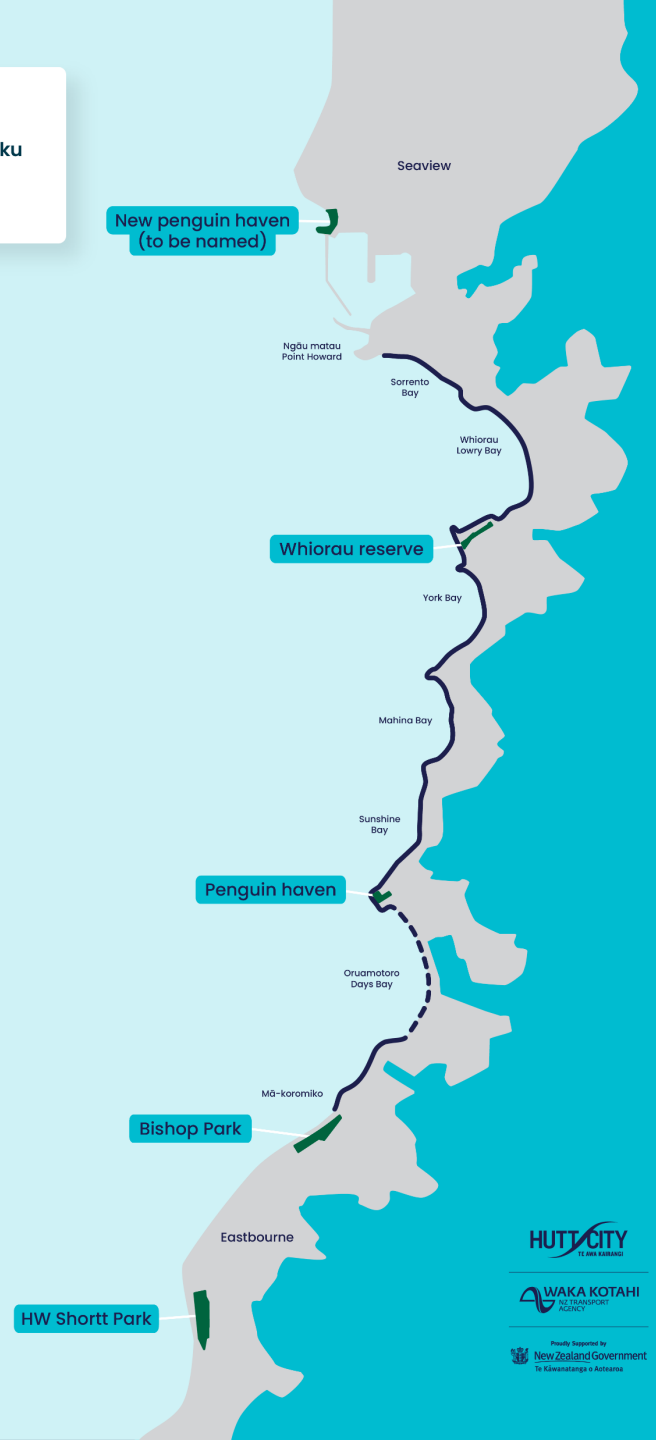 ku
Seaview
New penguin haven
(to be named)
Ngāu matau
Point Howard
Sorrento
Bay
Whiorau
Lowry Bay
Whiorau reserve
York Bay
Mahina Bay
Sunshine
Bay
Penguin haven
Oruamotoro
Days Bay
Mā-koromiko
Bishop Park
Eastbourne
HUTT CITY
TE AWA KAIRANGI
WAKA KOTAHI
NZ TRANSPORT
AGENCY
HW Shortt Park
Proudly Supported by
New Zealand Government
Te Kāwanatanga o Aotearoa